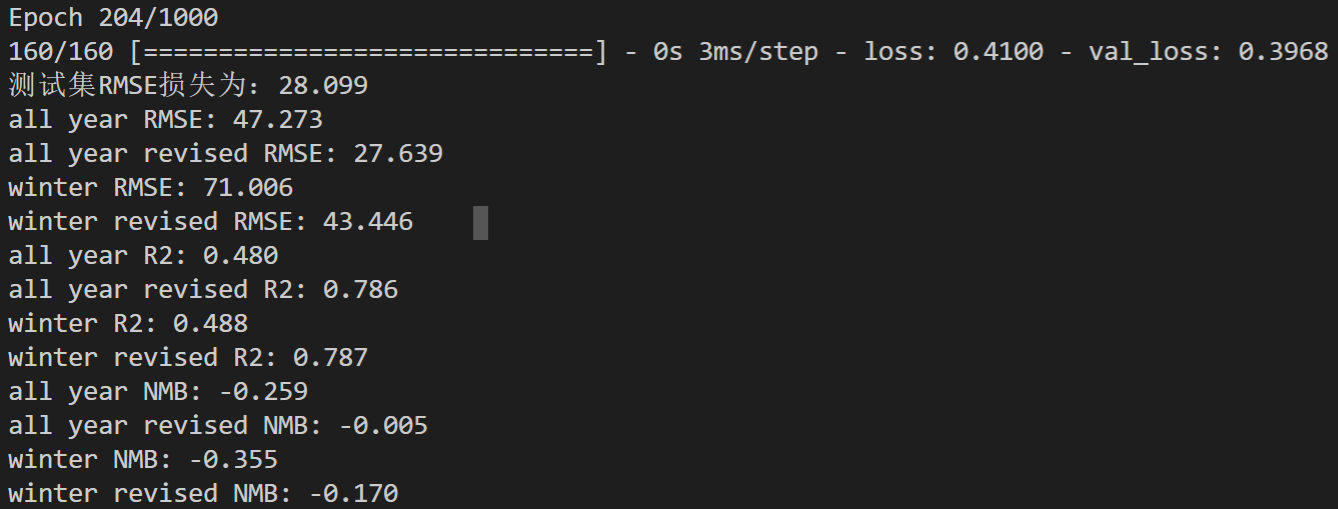 Epoch 204/1000
160/160 [==============================] - 0s 3ms/step - loss: 0.4100 - val_loss: 0.3968
测试集RMSE损失为：28.099
all year RMSE: 47.273
all year revised RMSE: 27.639
winter RMSE: 71.006
winter revised RMSE: 43.446
all year R2: 0.480
all year revised R2: 0.786
winter R2: 0.488
winter revised R2: 0.787
all year NMB: -0.259
all year revised NMB: -0.005
winter NMB: -0.355
winter revised NMB: -0.170